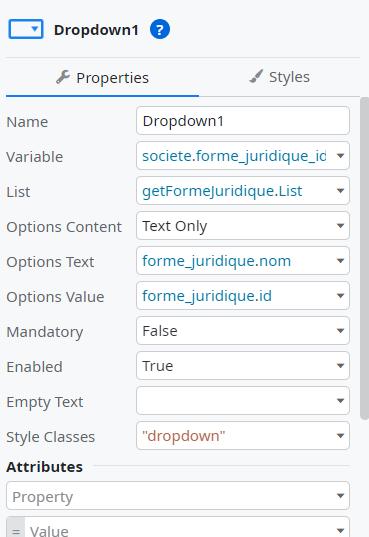 Dropdown1 ?
Properties Styles
Name Dropdown1
Variable societe.forme_juridique_id
List getFormeJuridique.List
Options Content Text Only
Options Text forme_juridique.nom
Options Value forme_juridique.id
Mandatory False
Enabled True
Empty Text
Style Classes "dropdown"
Attributes
Property
= Value